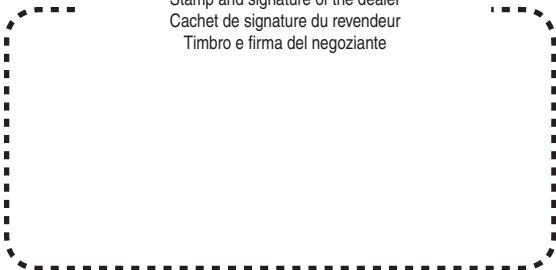 Stamp and signature of the dealer
Cachet de signature du revendeur
Timbro e firma del negoziante